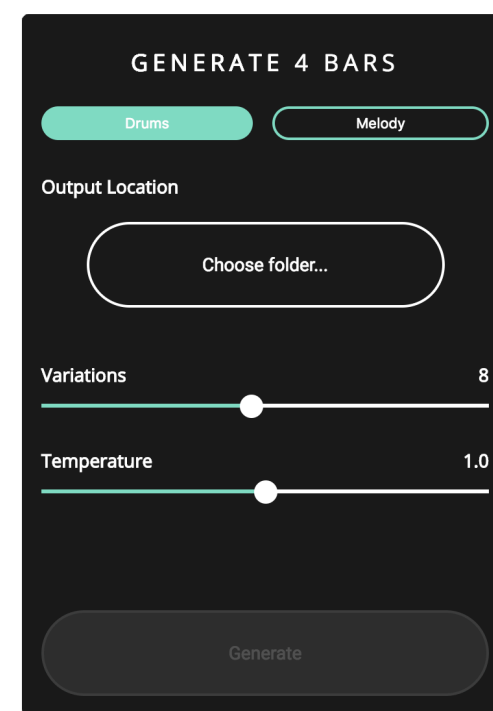 GENERATE 4 BARS
Drums Melody
Output Location
Choose folder...
Variations 8
Temperature 1.0
Generate